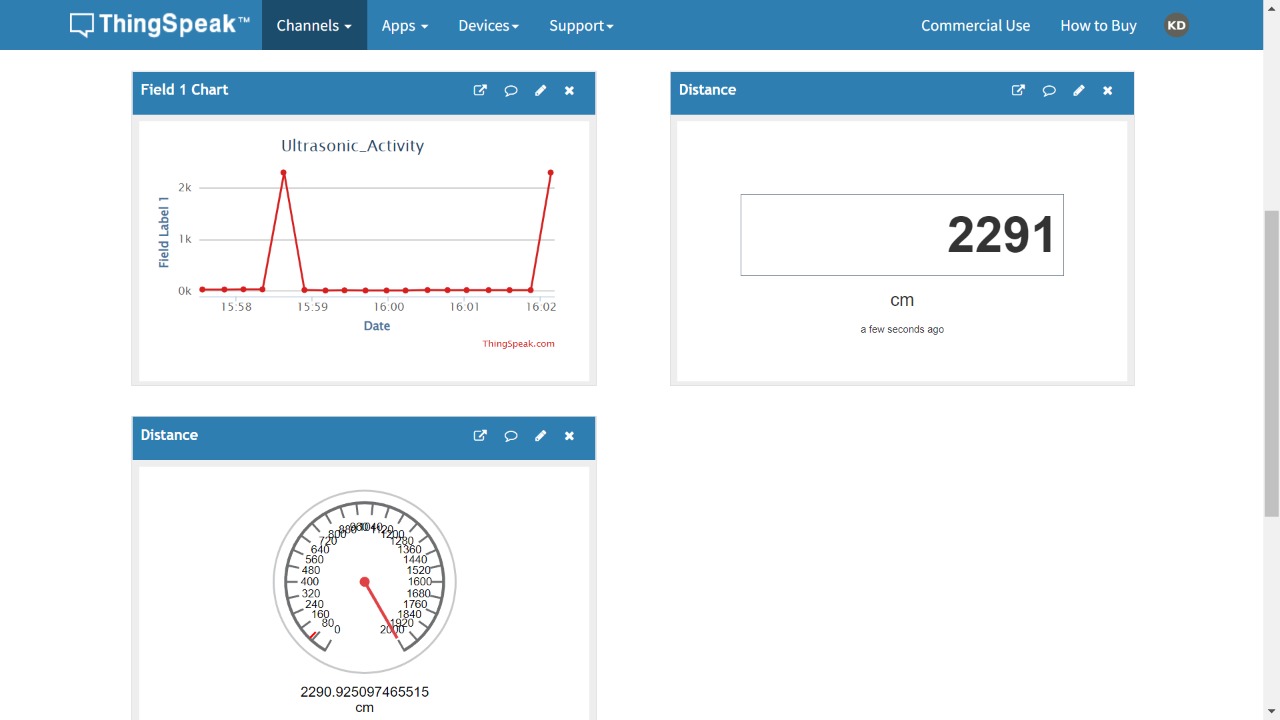 ThingSpeak™ Channels Apps Devices Support Commercial Use How to Buy KD
Field 1 Chart
Ultrasonic_Activity
Field Label 1
2k
1k
0k
15:58 15:59 16:00 16:01 16:02
Date
ThingSpeak.com
Distance
2291
cm
a few seconds ago
Distance
0
80
160
240
320
400
480
560
640
720
800
880
960
1040
1120
1200
1280
1360
1440
1520
1600
1680
1760
1840
1920
2000
2290.925097465515
cm